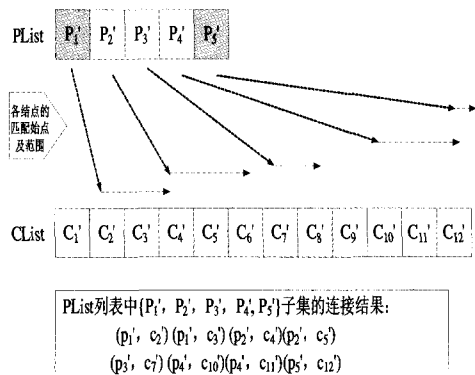 PList P₁' P₂' P₃' P₄' P₅'
各结点的
匹配始点
及范围
CList C₁' C₂' C₃' C₄' C₅' C₆' C₇' C₈' C₉' C₁₀' C₁₁' C₁₂'
PList列表中{P₁', P₂', P₃', P₄', P₅'}子集的连接结果:
(p₁', c₂') (p₁', c₃') (p₂', c₄')(p₂', c₅')
(p₃', c₇') (p₄', c₁₀')(p₄', c₁₁') (p₅', c₁₂')